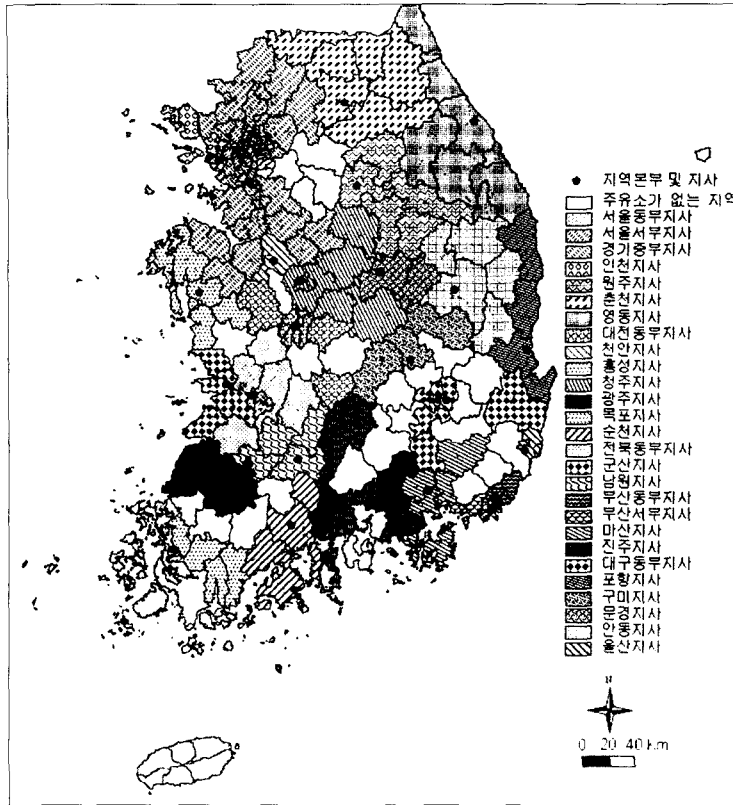 지역본부 및 지사
주유소가 없는 지역
서울동부지사
서울서부지사
경기중부지사
인천지사
원주지사
춘천지사
영동지사
대전동부지사
천안지사
홍성지사
청주지사
광주지사
목포지사
순천지사
전북동부지사
군산지사
남원지사
부산동부지사
부산서부지사
마산지사
진주지사
대구동부지사
포항지사
구미지사
문경지사
안동지사
울산지사
N
0 20 40 Km